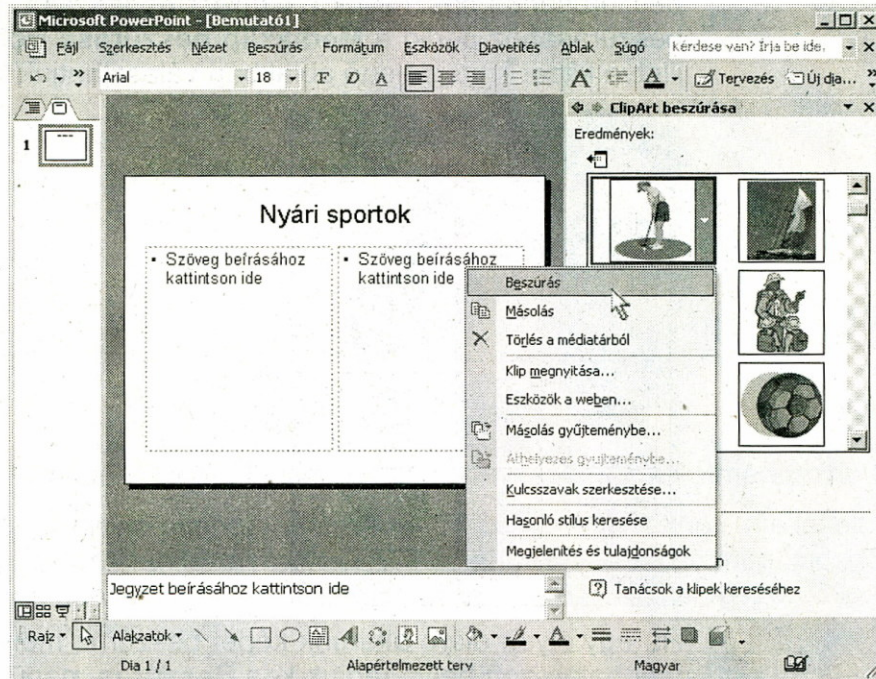 Microsoft PowerPoint - [Bemutató1]
Fájl Szerkesztés Nézet Beszúrás Formátum Eszközök Diavetítés Ablak Súgó Kérdése van? Írja be ide.
Arial 18 F D A Tervezés Új dia...
ClipArt beszúrása
Eredmények:
1
Nyári sportok
• Szöveg beírásához kattintson ide
• Szöveg beírásához kattintson ide
Beszúrás
Másolás
Törlés a médiatárból
Klip megnyitása...
Eszközök a weben...
Másolás gyűjteménybe...
Áthelyezés gyűjteménybe...
Kulcsszavak szerkesztése...
Hasonló stílus keresése
Megjelenítés és tulajdonságok
Tanácsok a klipek kereséséhez
Jegyzet beírásához kattintson ide
Rajz Alakzatok
Dia 1 / 1 Alapértelmezett terv Magyar